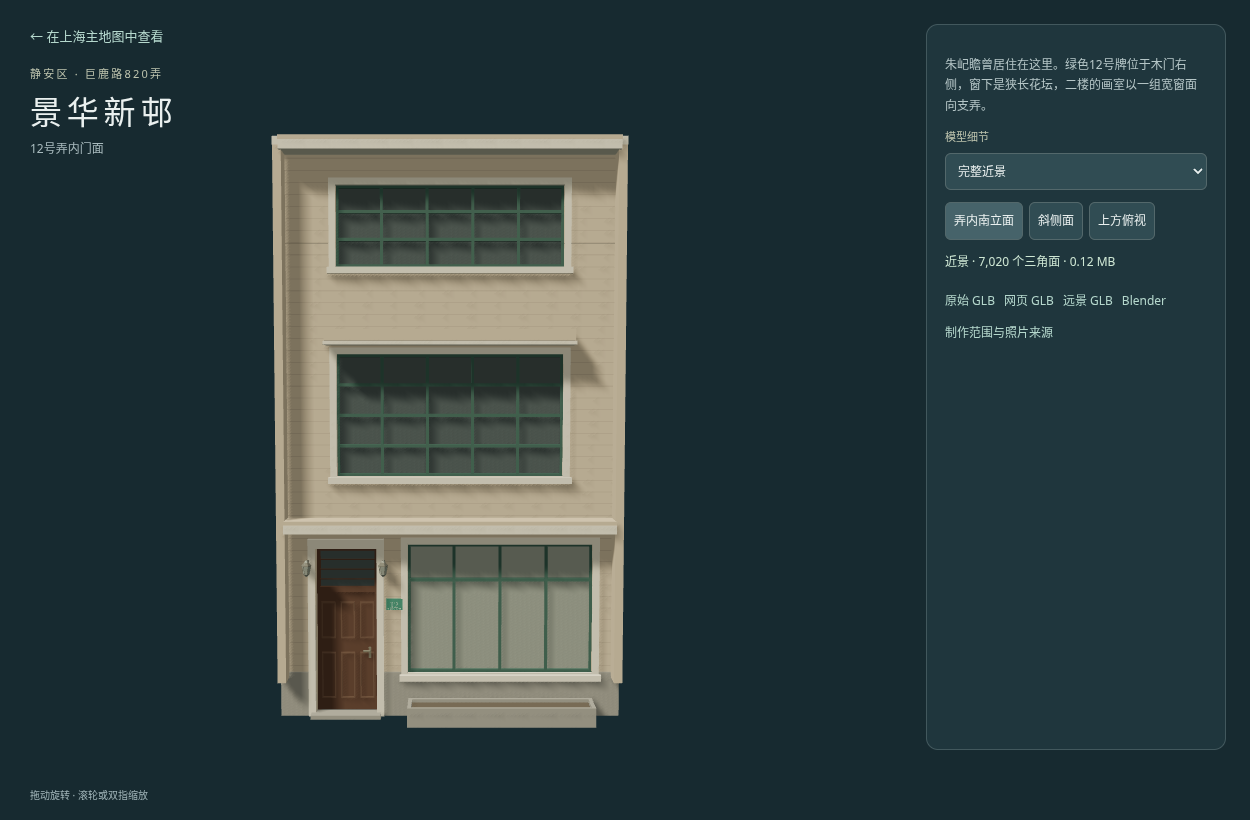 ← 在上海主地图中查看
静安区 · 巨鹿路820弄
景华新邨
12号弄内门面
朱屺瞻曾居住在这里。绿色12号牌位于木门右
侧，窗下是狭长花坛，二楼的画室以一组宽窗面
向支弄。
模型细节
完整近景
弄内南立面 斜侧面 上方俯视
近景 · 7,020 个三角面 · 0.12 MB
原始 GLB 网页 GLB 远景 GLB Blender
制作范围与照片来源
12
拖动旋转 · 滚轮或双指缩放